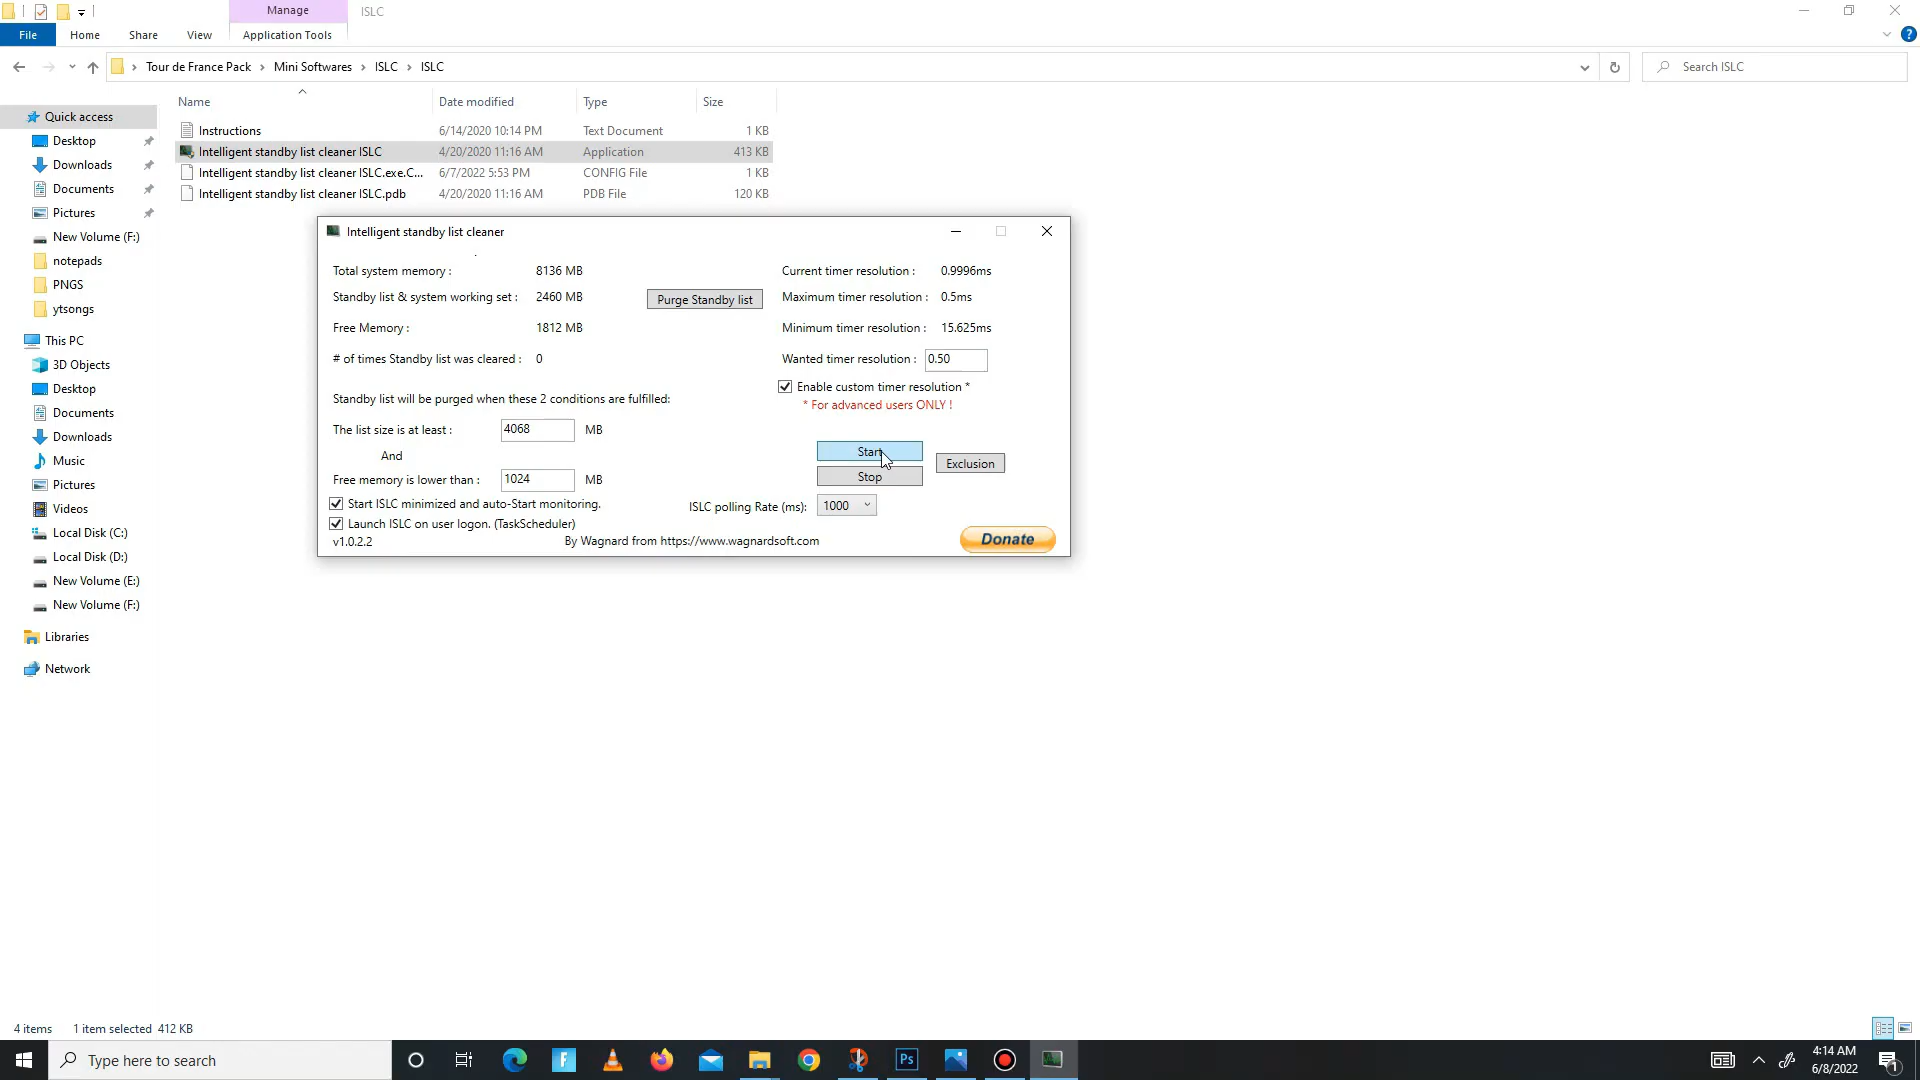 Manage
ISLC
File
Home
Share
View
Application Tools
Tour de France Pack > Mini Softwares > ISLC > ISLC
Search ISLC
Name
Date modified
Type
Size
Instructions 6/14/2020 10:14 PM Text Document 1 KB
Intelligent standby list cleaner ISLC 4/20/2020 11:16 AM Application 413 KB
Intelligent standby list cleaner ISLC.exe.C... 6/7/2022 5:53 PM CONFIG File 1 KB
Intelligent standby list cleaner ISLC.pdb 4/20/2020 11:16 AM PDB File 120 KB
Quick access
Desktop
Downloads
Documents
Pictures
New Volume (F:)
notepads
PNGS
ytsongs
This PC
3D Objects
Desktop
Documents
Downloads
Music
Pictures
Videos
Local Disk (C:)
Local Disk (D:)
New Volume (E:)
New Volume (F:)
Libraries
Network
Intelligent standby list cleaner
Total system memory : 8136 MB
Standby list & system working set : 2460 MB
Purge Standby list
Free Memory : 1812 MB
# of times Standby list was cleared : 0
Standby list will be purged when these 2 conditions are fulfilled:
The list size is at least : 4068 MB
And
Free memory is lower than : 1024 MB
Start ISLC minimized and auto-Start monitoring.
Launch ISLC on user logon. (TaskScheduler)
v1.0.2.2
By Wagnard from https://www.wagnardsoft.com
Current timer resolution : 0.9996ms
Maximum timer resolution : 0.5ms
Minimum timer resolution : 15.625ms
Wanted timer resolution : 0.50
Enable custom timer resolution *
* For advanced users ONLY !
Start
Stop
Exclusion
ISLC polling Rate (ms): 1000
Donate
4 items
1 item selected 412 KB
Type here to search
Ps
4:14 AM
6/8/2022
1